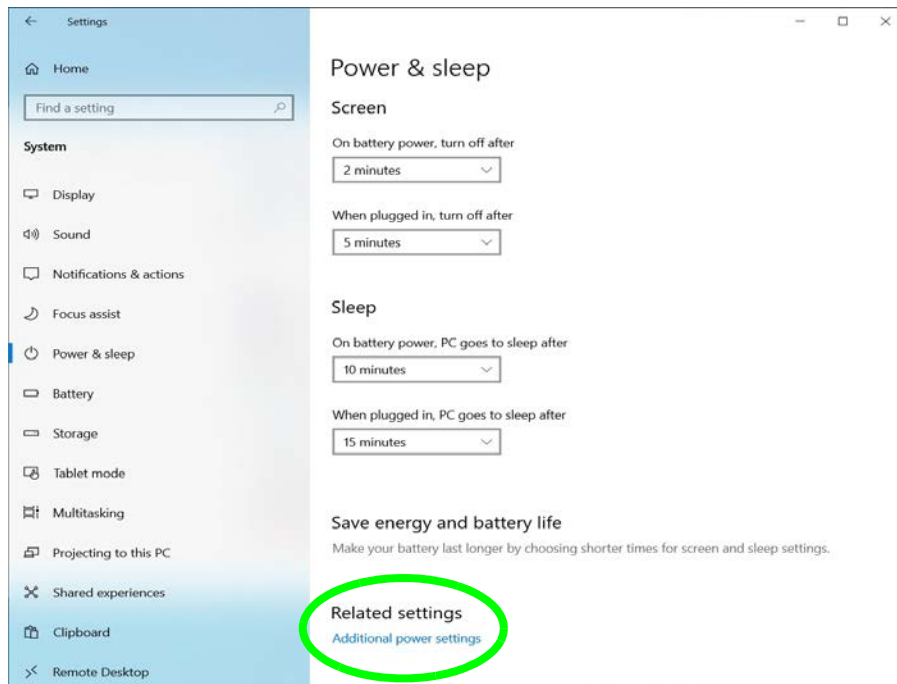 Settings
Home
Find a setting
System
Display
Sound
Notifications & actions
Focus assist
Power & sleep
Battery
Storage
Tablet mode
Multitasking
Projecting to this PC
Shared experiences
Clipboard
Remote Desktop
Power & sleep
Screen
On battery power, turn off after
2 minutes
When plugged in, turn off after
5 minutes
Sleep
On battery power, PC goes to sleep after
10 minutes
When plugged in, PC goes to sleep after
15 minutes
Save energy and battery life
Make your battery last longer by choosing shorter times for screen and sleep settings.
Related settings
Additional power settings